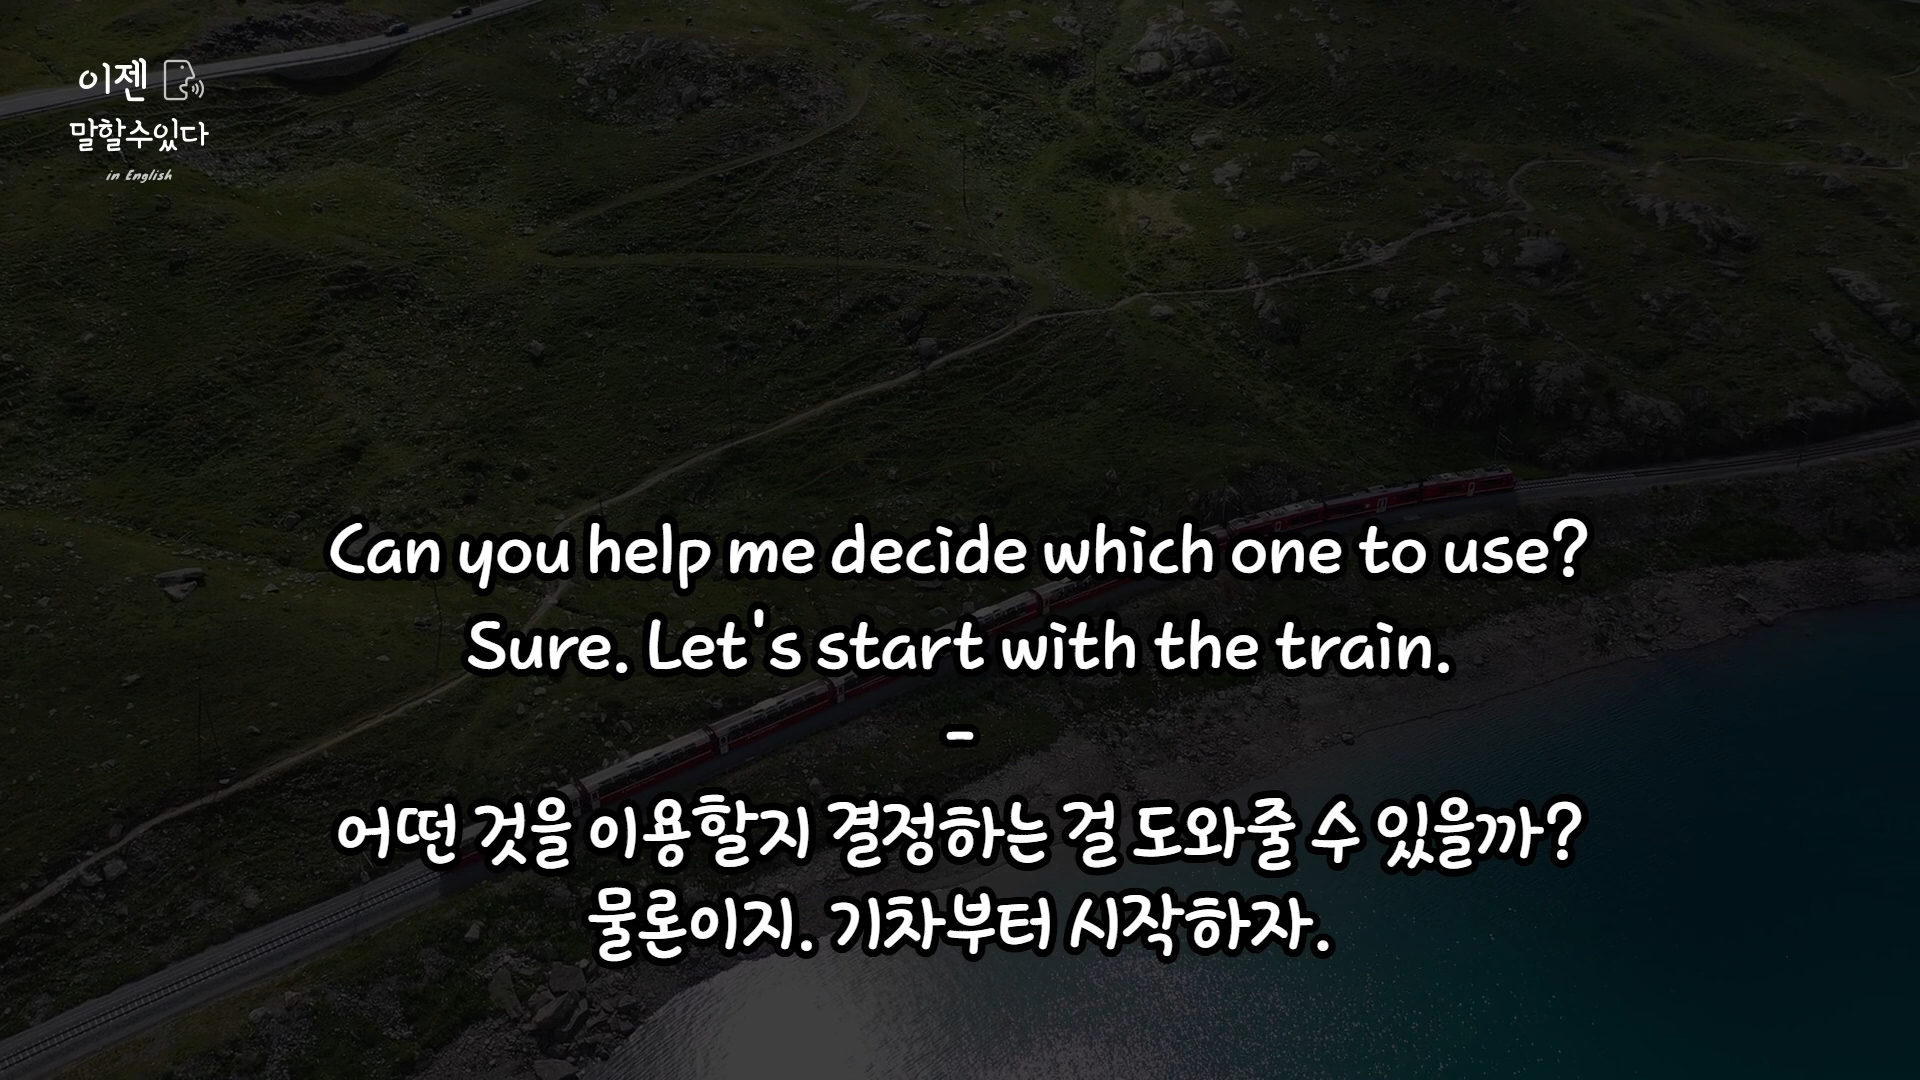 이젠
말할수있다
in English
Can you help me decide which one to use?
Sure. Let's start with the train.
-
어떤 것을 이용할지 결정하는 걸 도와줄 수 있을까?
물론이지. 기차부터 시작하자.